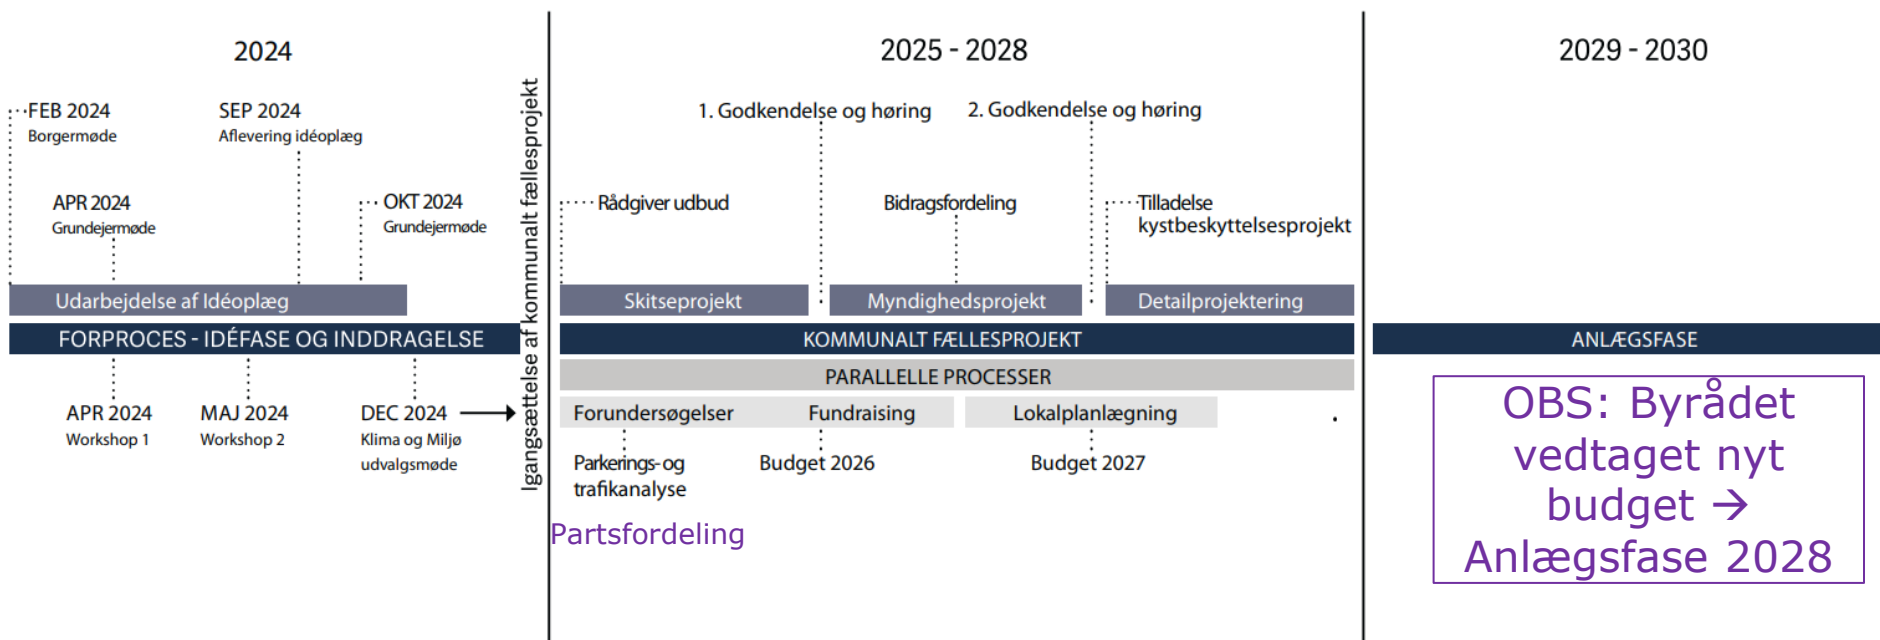 2024
2025 - 2028
2029 - 2030
FEB 2024
Borgermøde
SEP 2024
Aflevering idéoplæg
APR 2024
Grundejermøde
OKT 2024
Grundejermøde
Udarbejdelse af Idéoplæg
FORPROCES - IDÉFASE OG INDDRAGELSE
APR 2024
Workshop 1
MAJ 2024
Workshop 2
DEC 2024
Klima og Miljø
udvalgsmøde
Igangsættelse af kommunalt fællesprojekt
1. Godkendelse og høring
2. Godkendelse og høring
Rådgiver udbud
Bidragsfordeling
Tilladelse
kystbeskyttelsesprojekt
Skitseprojekt
Myndighedsprojekt
Detailprojektering
KOMMUNALT FÆLLESPROJEKT
PARALLELLE PROCESSER
Forundersøgelser
Fundraising
Lokalplanlægning
.
Parkerings- og
trafikanalyse
Budget 2026
Budget 2027
Partsfordeling
ANLÆGSFASE
OBS: Byrådet
vedtaget nyt
budget →
Anlægsfase 2028